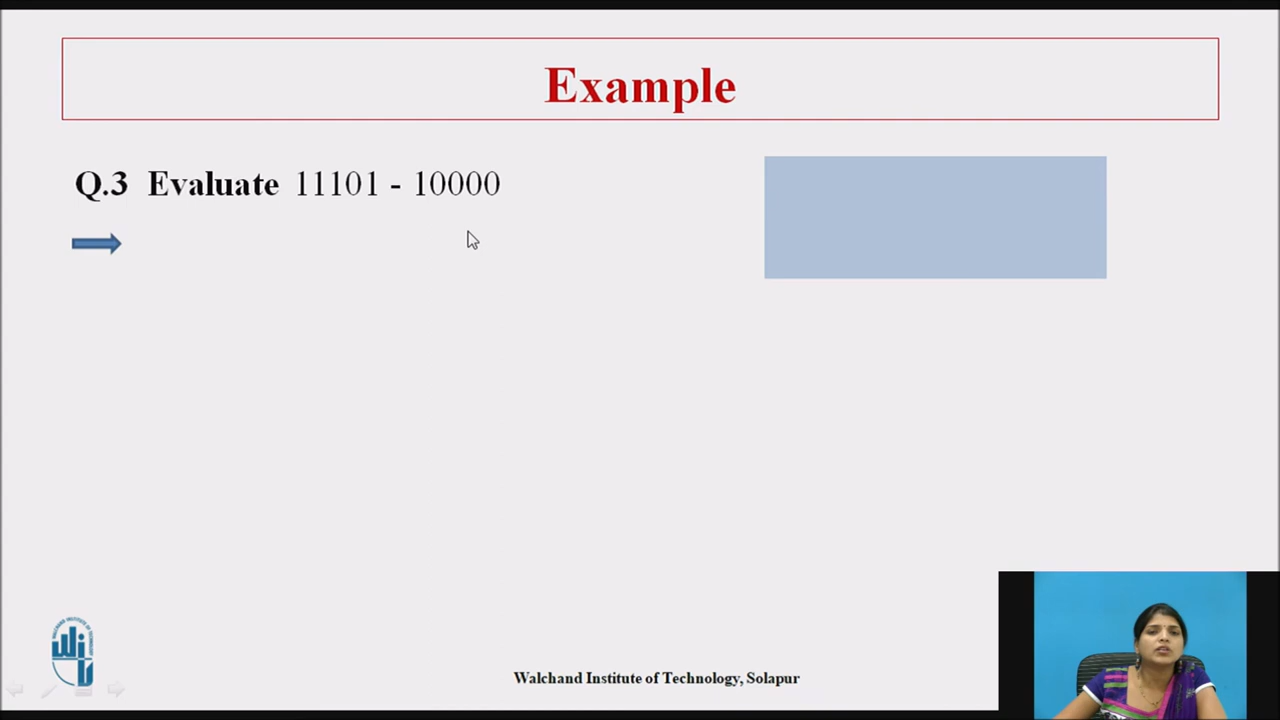 Example
Q.3 Evaluate 11101 - 10000
Walchand Institute of Technology, Solapur